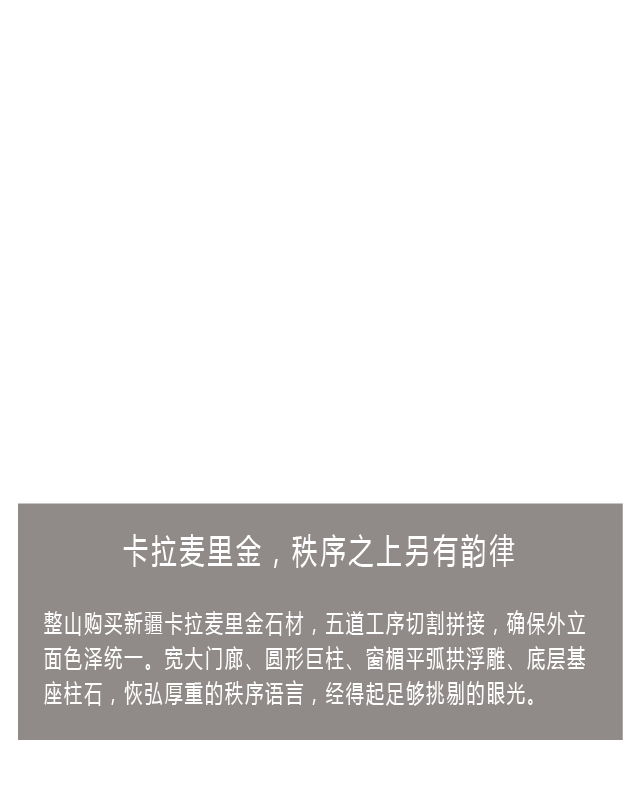 卡拉麦里金，秩序之上另有韵律
整山购买新疆卡拉麦里金石材，五道工序切割拼接，确保外立
面色泽统一。宽大门廊、圆形巨柱、窗楣平弧拱浮雕、底层基
座柱石，恢弘厚重的秩序语言，经得起足够挑剔的眼光。